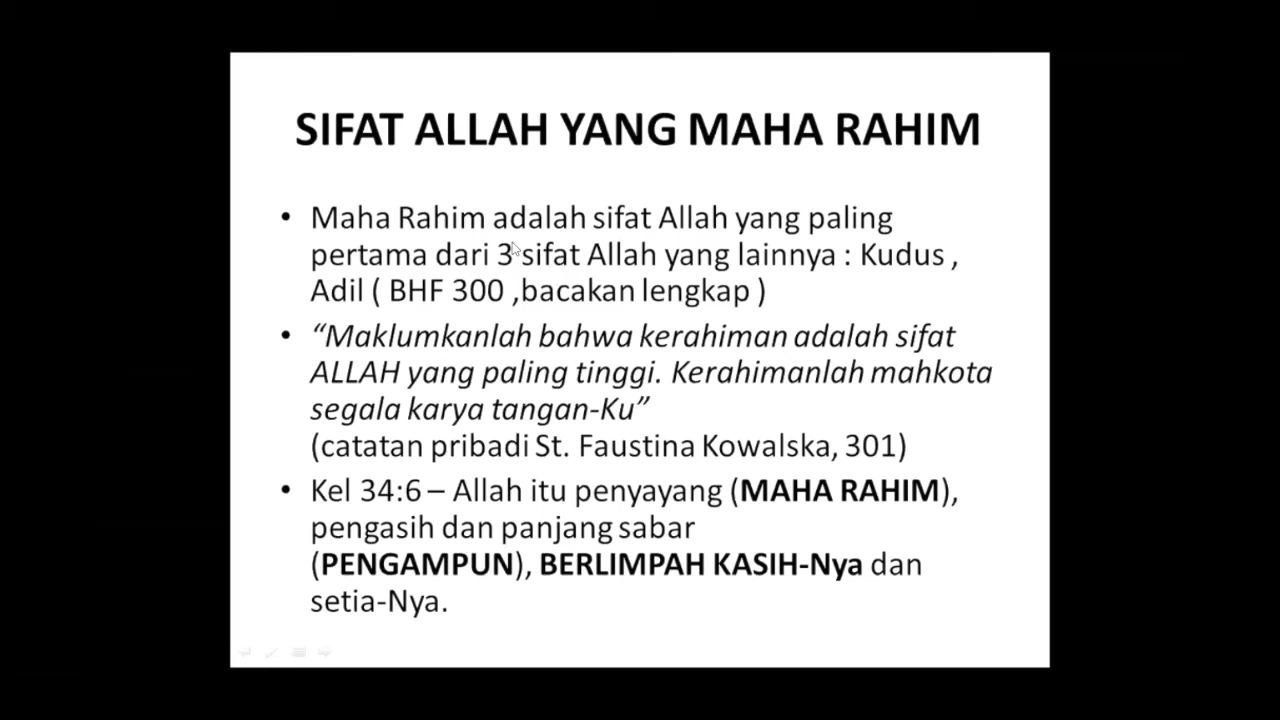 SIFAT ALLAH YANG MAHA RAHIM
• Maha Rahim adalah sifat Allah yang paling
pertama dari 3 sifat Allah yang lainnya : Kudus ,
Adil ( BHF 300 ,bacakan lengkap )
• “Maklumkanlah bahwa kerahiman adalah sifat
ALLAH yang paling tinggi. Kerahimanlah mahkota
segala karya tangan-Ku”
(catatan pribadi St. Faustina Kowalska, 301)
• Kel 34:6 – Allah itu penyayang (MAHA RAHIM),
pengasih dan panjang sabar
(PENGAMPUN), BERLIMPAH KASIH-Nya dan
setia-Nya.